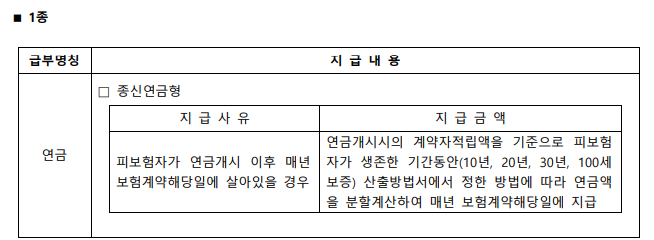 ■ 1종
급부명칭 지 급 내 용
연금
□ 종신연금형
지 급 사 유 지 급 금 액
피보험자가 연금개시 이후 매년
보험계약해당일에 살아있을 경우
연금개시시의 계약자적립액을 기준으로 피보험
자가 생존한 기간동안(10년, 20년, 30년, 100세
보증) 산출방법서에서 정한 방법에 따라 연금액
을 분할계산하여 매년 보험계약해당일에 지급